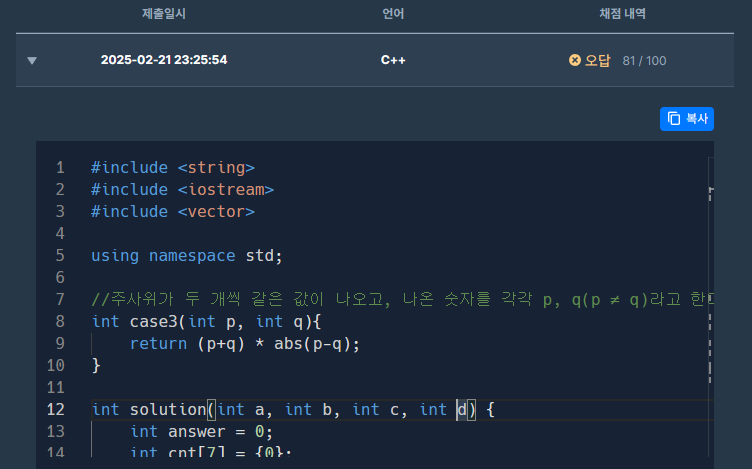 제출일시 언어 채점 내역
2025-02-21 23:25:54 C++ 오답 81 / 100
복사
1 #include <string>
2 #include <iostream>
3 #include <vector>
4
5 using namespace std;
6
7 //주사위가 두 개씩 같은 값이 나오고, 나온 숫자를 각각 p, q(p ≠ q)라고 한
8 int case3(int p, int q){
9 return (p+q) * abs(p-q);
10 }
11
12 int solution(int a, int b, int c, int d) {
13 int answer = 0;
14 int cnt[7] = {0};